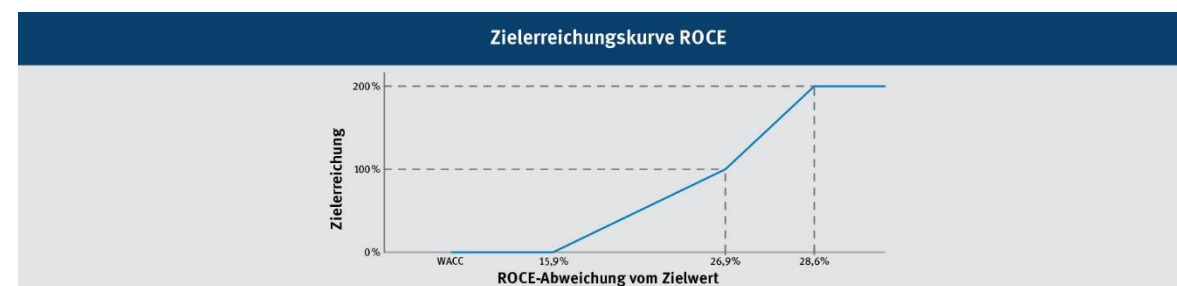 Zielerreichungskurve ROCE
Zielerreichung
200 %
100 %
0 %
WACC
15,9%
26,9%
28,6%
ROCE-Abweichung vom Zielwert